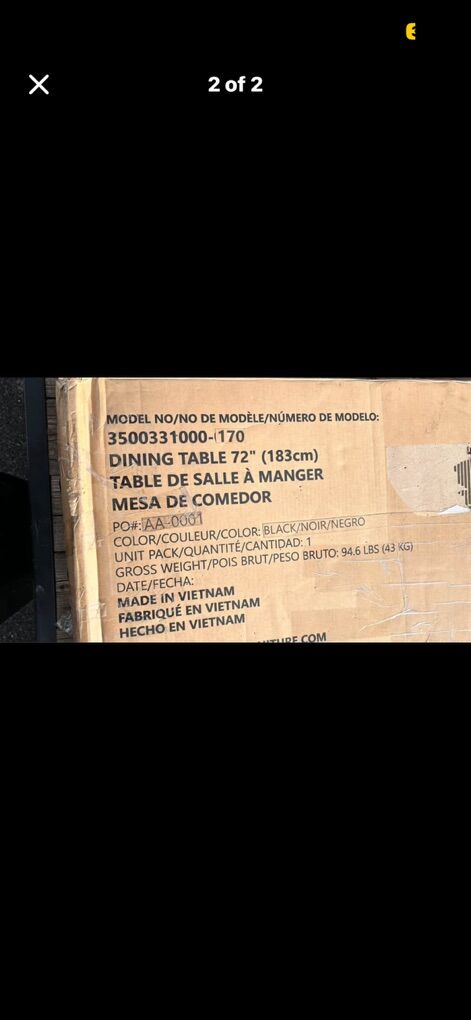 2 of 2
MODEL NO/NO DE MODÈLE/NÚMERO DE MODELO:
3500331000-170
DINING TABLE 72" (183cm)
TABLE DE SALLE À MANGER
MESA DE COMEDOR
PO#: AA-0001
COLOR/COULEUR/COLOR: BLACK/NOIR/NEGRO
UNIT PACK/QUANTITÉ/CANTIDAD: 1
GROSS WEIGHT/POIS BRUT/PESO BRUTO: 94.6 LBS (43 KG)
DATE/FECHA:
MADE IN VIETNAM
FABRIQUÉ EN VIETNAM
HECHO EN VIETNAM